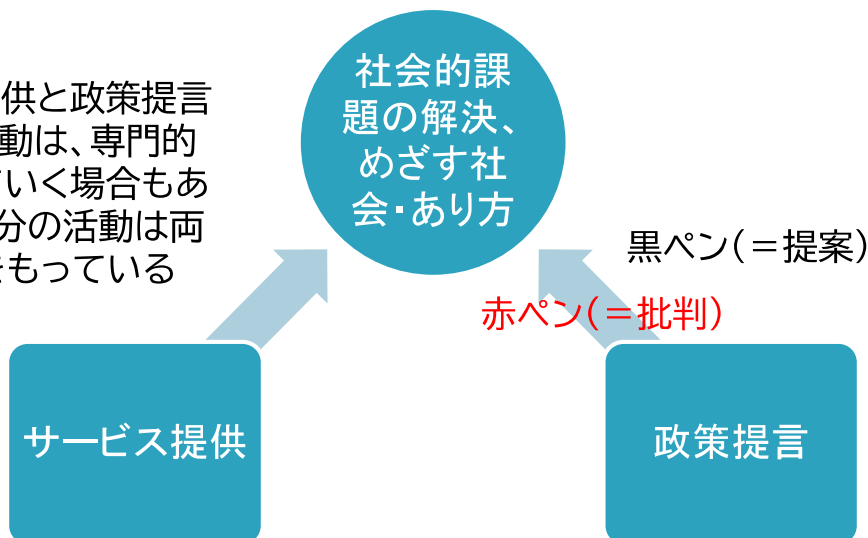 社会的課
題の解決、
めざす社
会・あり方
供と政策提言
動は、専門的
ていく場合もあ
分の活動は両
をもっている
黒ペン(=提案)
赤ペン(=批判)
サービス提供
政策提言